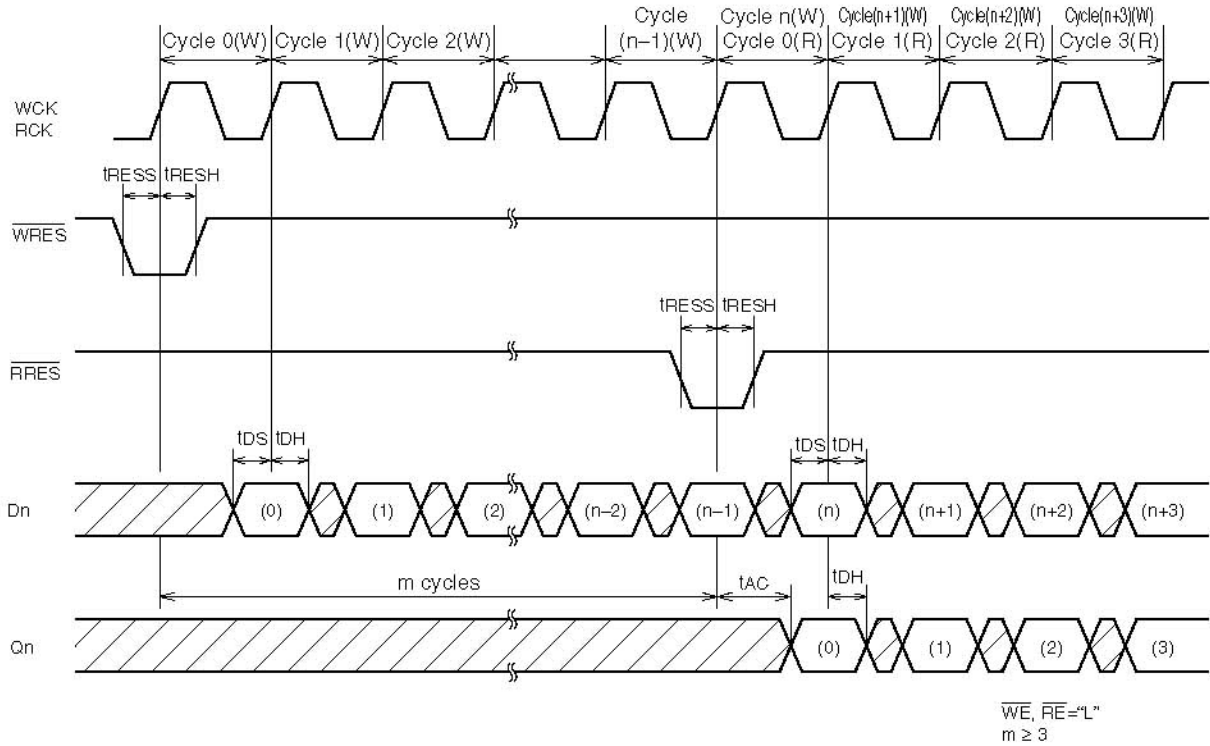 Cycle Cycle n(W) Cycle(n+1)(W) Cycle(n+2)(W) Cycle(n+3)(W)
Cycle 0(W) Cycle 1(W) Cycle 2(W) (n–1)(W) Cycle 0(R) Cycle 1(R) Cycle 2(R) Cycle 3(R)
WCK
RCK
tRESS tRESH
WRES
tRESS tRESH
RRES
tDS tDH tDS tDH
Dn (0) (1) (2) (n–2) (n–1) (n) (n+1) (n+2) (n+3)
m cycles tAC tDH
Qn (0) (1) (2) (3)
WE, RE=“L”
m ≥ 3